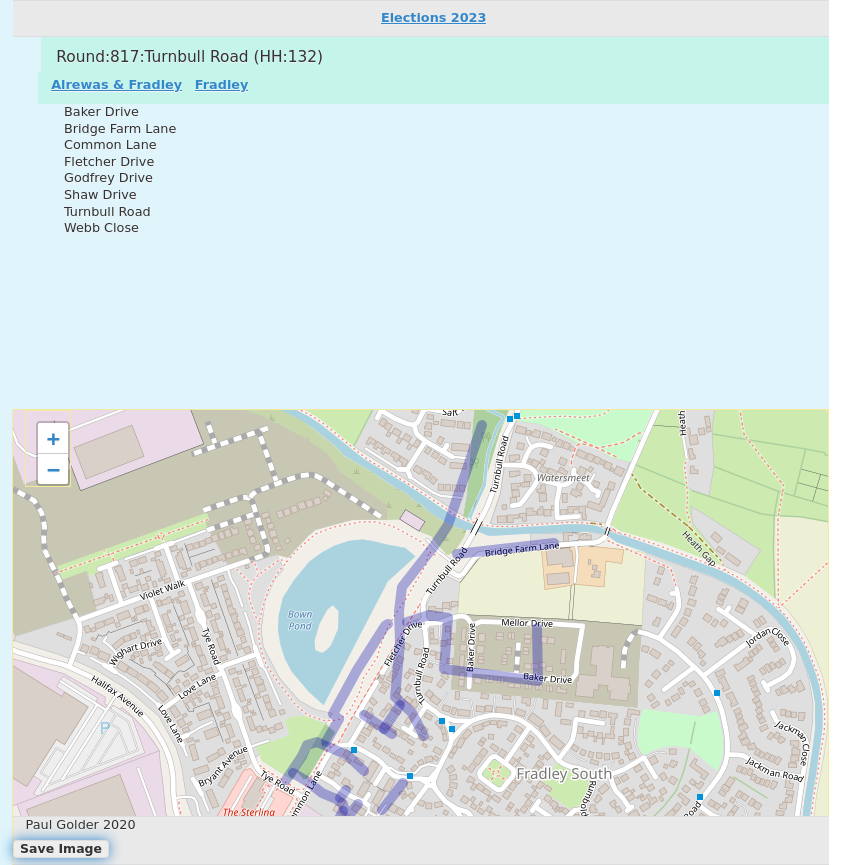 Elections 2023
Round:817:Turnbull Road (HH:132)
Alrewas & Fradley Fradley
Baker Drive
Bridge Farm Lane
Common Lane
Fletcher Drive
Godfrey Drive
Shaw Drive
Turnbull Road
Webb Close
+
−
Salt
Heath
Turnbull Road
Watersmeet
Bridge Farm Lane
Heath Gap
Turnbull Road
Violet Walk
Bown
Pond
Mellor Drive
Fletcher Drive
Jordan Close
Tye Road
Wighart Drive
Baker Drive
Turnbull Road
Baker Drive
Love Lane
Halifax Avenue
P
Love Lane
Jackman Close
Bryant Avenue
Jackman Road
Tye Road
Fradley South
mmon Lane
Rumbold
Road
The Sterling
Paul Golder 2020
Save Image